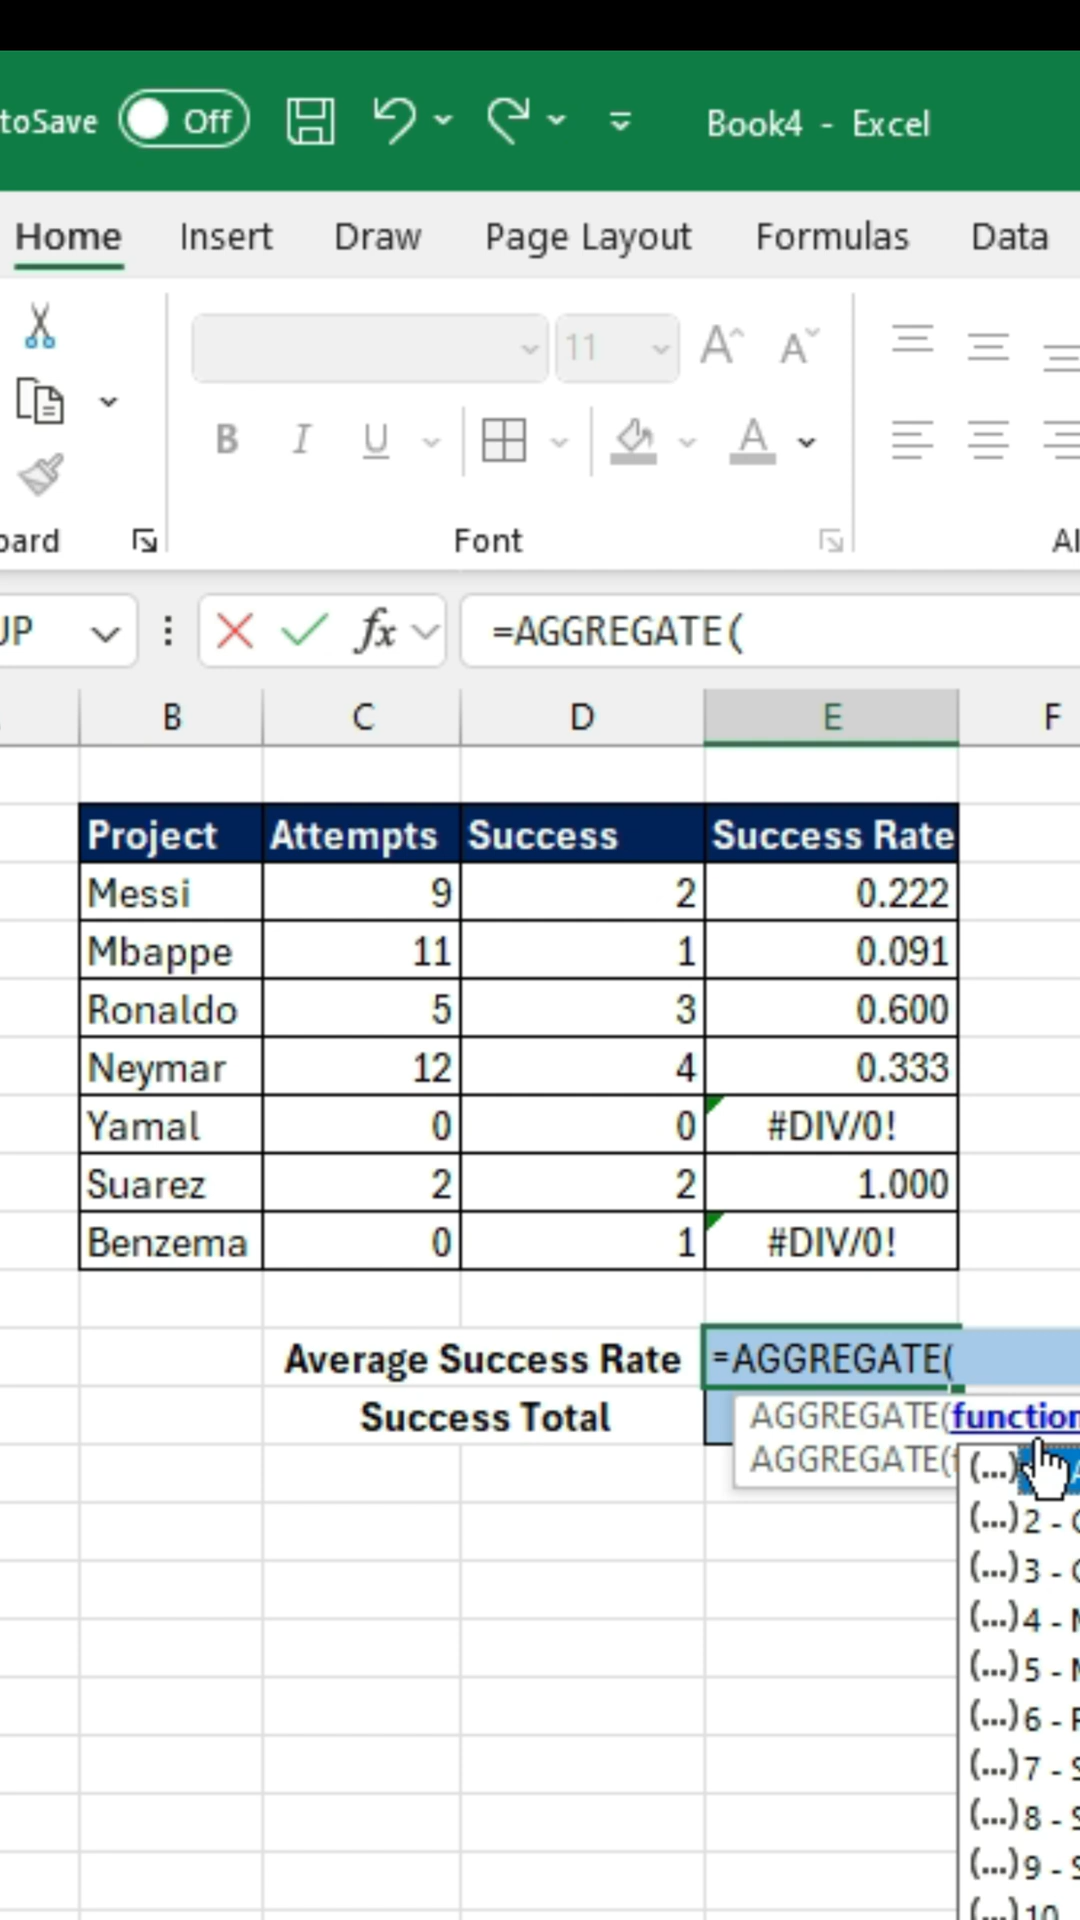 toSave Off Book4 - Excel
Home Insert Draw Page Layout Formulas Data
11 A A
B I U A
oard Font Al
UP fx =AGGREGATE(
B C D E F
Project Attempts Success Success Rate
Messi 9 2 0.222
Mbappe 11 1 0.091
Ronaldo 5 3 0.600
Neymar 12 4 0.333
Yamal 0 0 #DIV/0!
Suarez 2 2 1.000
Benzema 0 1 #DIV/0!
Average Success Rate =AGGREGATE(
Success Total AGGREGATE(function
AGGREGATE(
(...)
(...) 2 -
(...) 3 -
(...) 4 -
(...) 5 -
(...) 6 -
(...) 7 - S
(...) 8 - S
(...) 9 - S
(...) 10